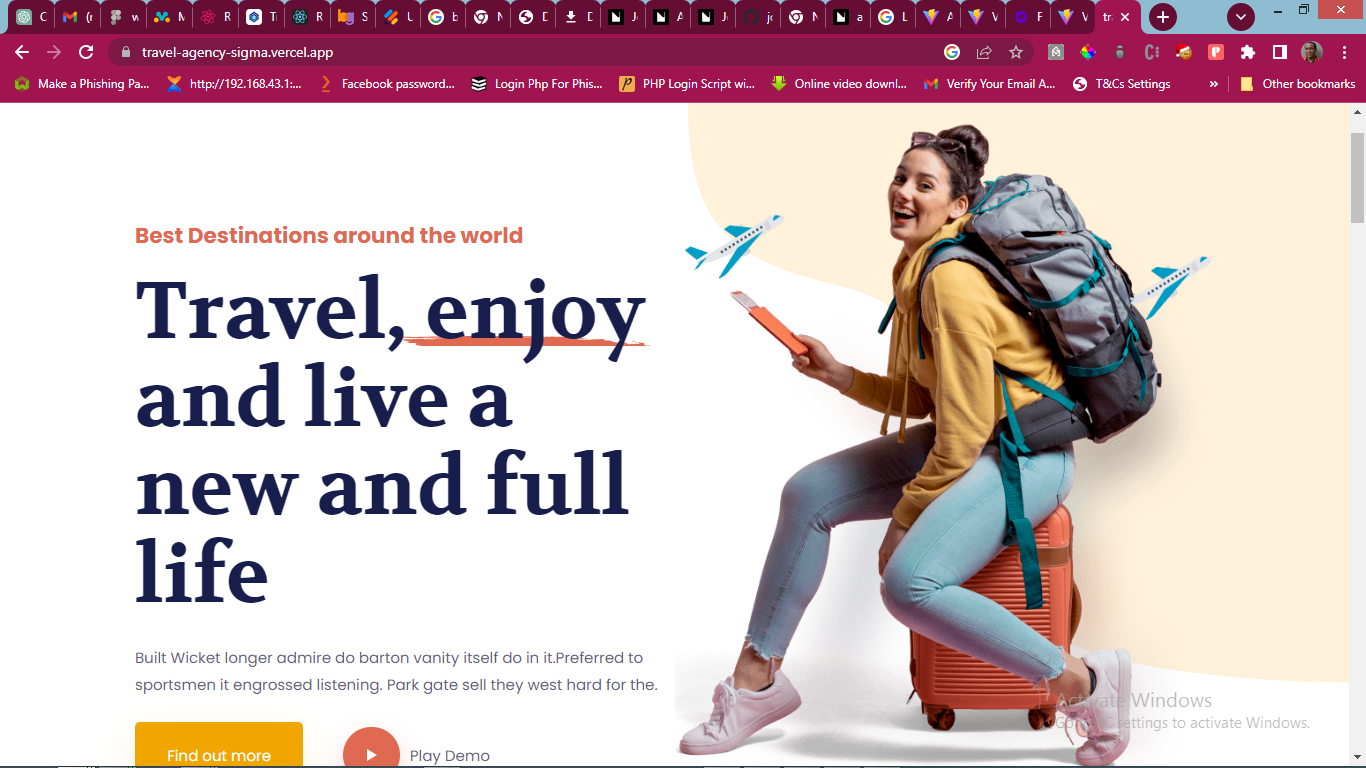 travel-agency-sigma.vercel.app
Make a Phishing Pa...
http://192.168.43.1:...
Facebook password...
Login Php For Phis...
PHP Login Script wi...
Online video downl...
Verify Your Email A...
T&Cs Settings
»
Other bookmarks
Best Destinations around the world
Travel, enjoy
and live a
new and full
life
Built Wicket longer admire do barton vanity itself do in it.Preferred to
sportsmen it engrossed listening. Park gate sell they west hard for the.
Find out more
Play Demo
Activate Windows
settings to activate Windows.